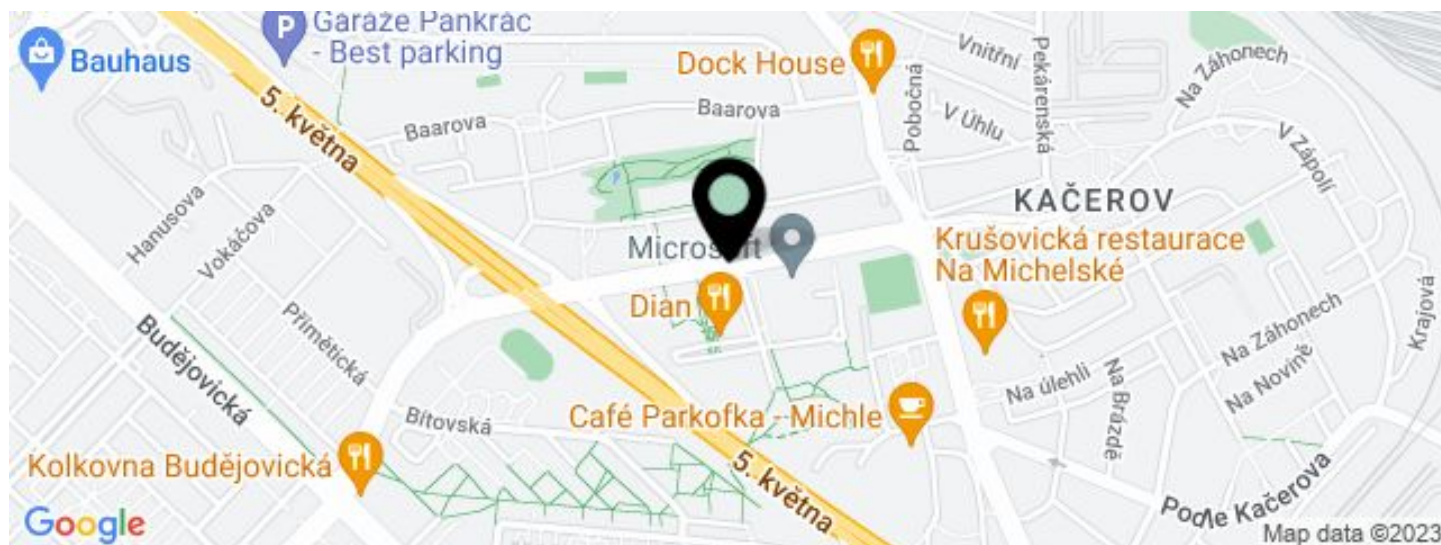 Garáže Pankrác
- Best parking
P
Bauhaus
Dock House
Vnitřní
Pekárenská
Na Záhonech
5. května
Baarova
Baarova
Pobočná
V Úhlu
V Zápolí
Hanusova
Vokáčova
KAČEROV
Microsoft
Krušovická restaurace
Na Michelské
Dian
Přímětická
Budějovická
Krajová
Na Záhonech
Na Novině
Na úlehli
Na Brázdě
Bítovská
Café Parkofka - Michle
Kolkovna Budějovická
5. května
Podle Kačerova
Google
Map data ©2023